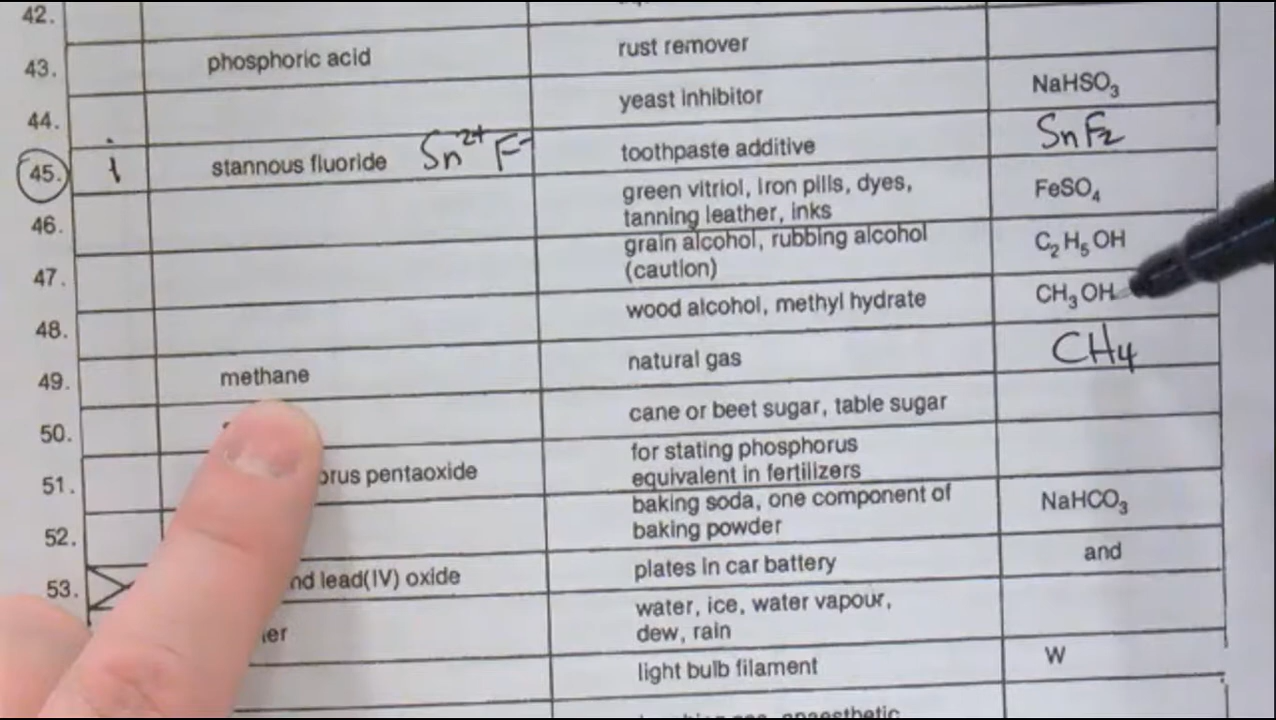 42.
43. phosphoric acid rust remover
44. yeast inhibitor NaHSO₃
45. i stannous fluoride Sn²⁺ F⁻ toothpaste additive SnF₂
46. green vitriol, iron pills, dyes, FeSO₄
tanning leather, inks
47. grain alcohol, rubbing alcohol C₂H₅OH
(caution)
48. wood alcohol, methyl hydrate CH₃OH
49. methane natural gas CH₄
50. cane or beet sugar, table sugar
51. orus pentaoxide for stating phosphorus
equivalent in fertilizers
52. baking soda, one component of NaHCO₃
baking powder
53. nd lead(IV) oxide plates in car battery and
ter water, ice, water vapour,
dew, rain
light bulb filament W
anaesthetic